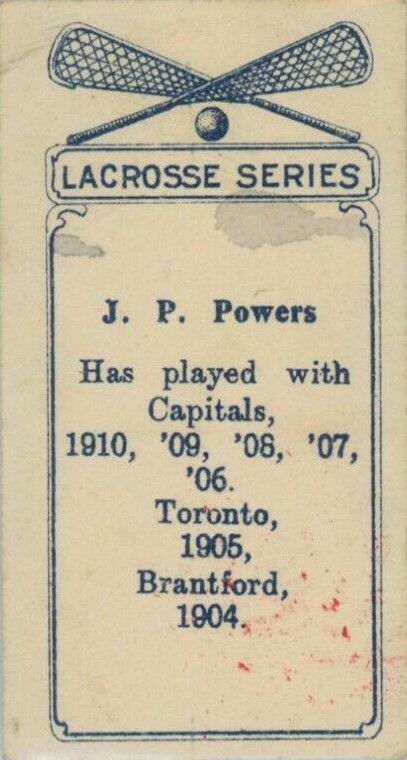 LACROSSE SERIES
J. P. Powers
Has played with
Capitals,
1910, '09, '08, '07,
'06.
Toronto,
1905,
Brantford,
1904.